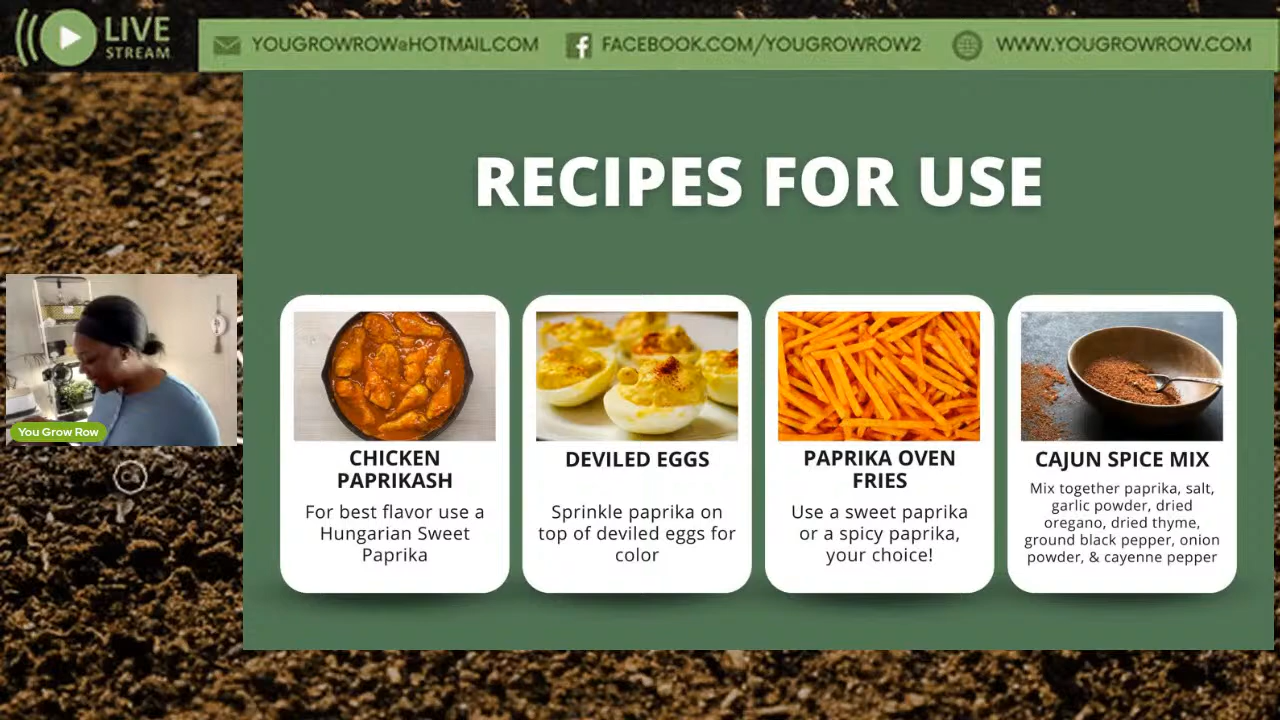 LIVE
STREAM
YOUGROWROW@HOTMAIL.COM
FACEBOOK.COM/YOUGROWROW2
WWW.YOUGROWROW.COM
RECIPES FOR USE
CHICKEN
PAPRIKASH
For best flavor use a
Hungarian Sweet
Paprika
DEVILED EGGS
Sprinkle paprika on
top of deviled eggs for
color
PAPRIKA OVEN
FRIES
Use a sweet paprika
or a spicy paprika,
your choice!
CAJUN SPICE MIX
Mix together paprika, salt,
garlic powder, dried
oregano, dried thyme,
ground black pepper, onion
powder, & cayenne pepper
You Grow Row